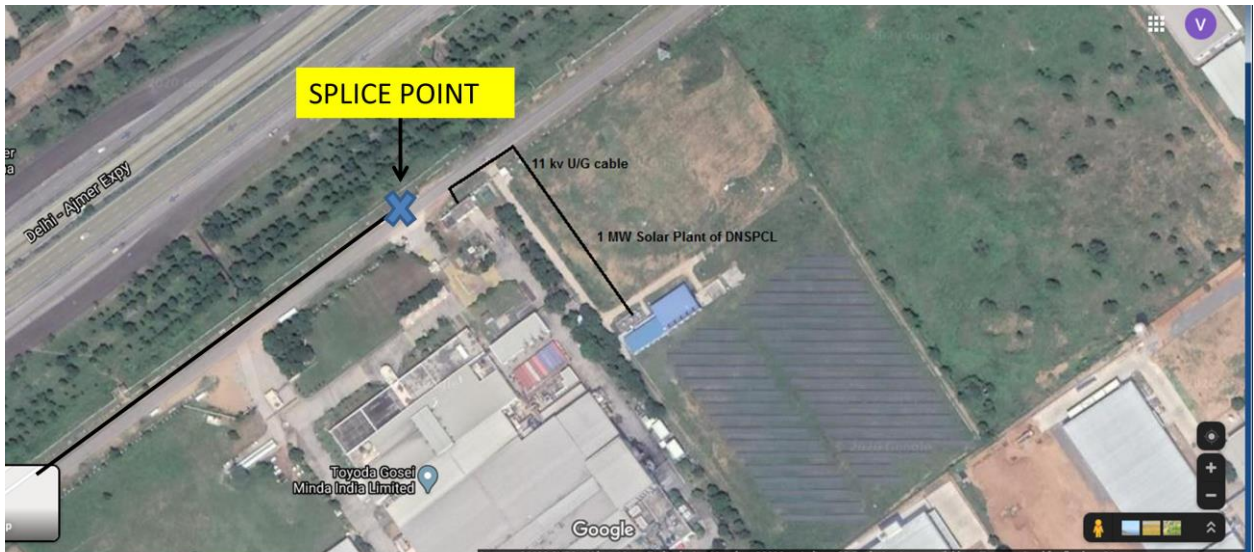 V
SPLICE POINT
11 kv U/G cable
Delhi - Ajmer Expy
1 MW Solar Plant of DNSPCL
Toyoda Gosei
Minda India Limited
Google